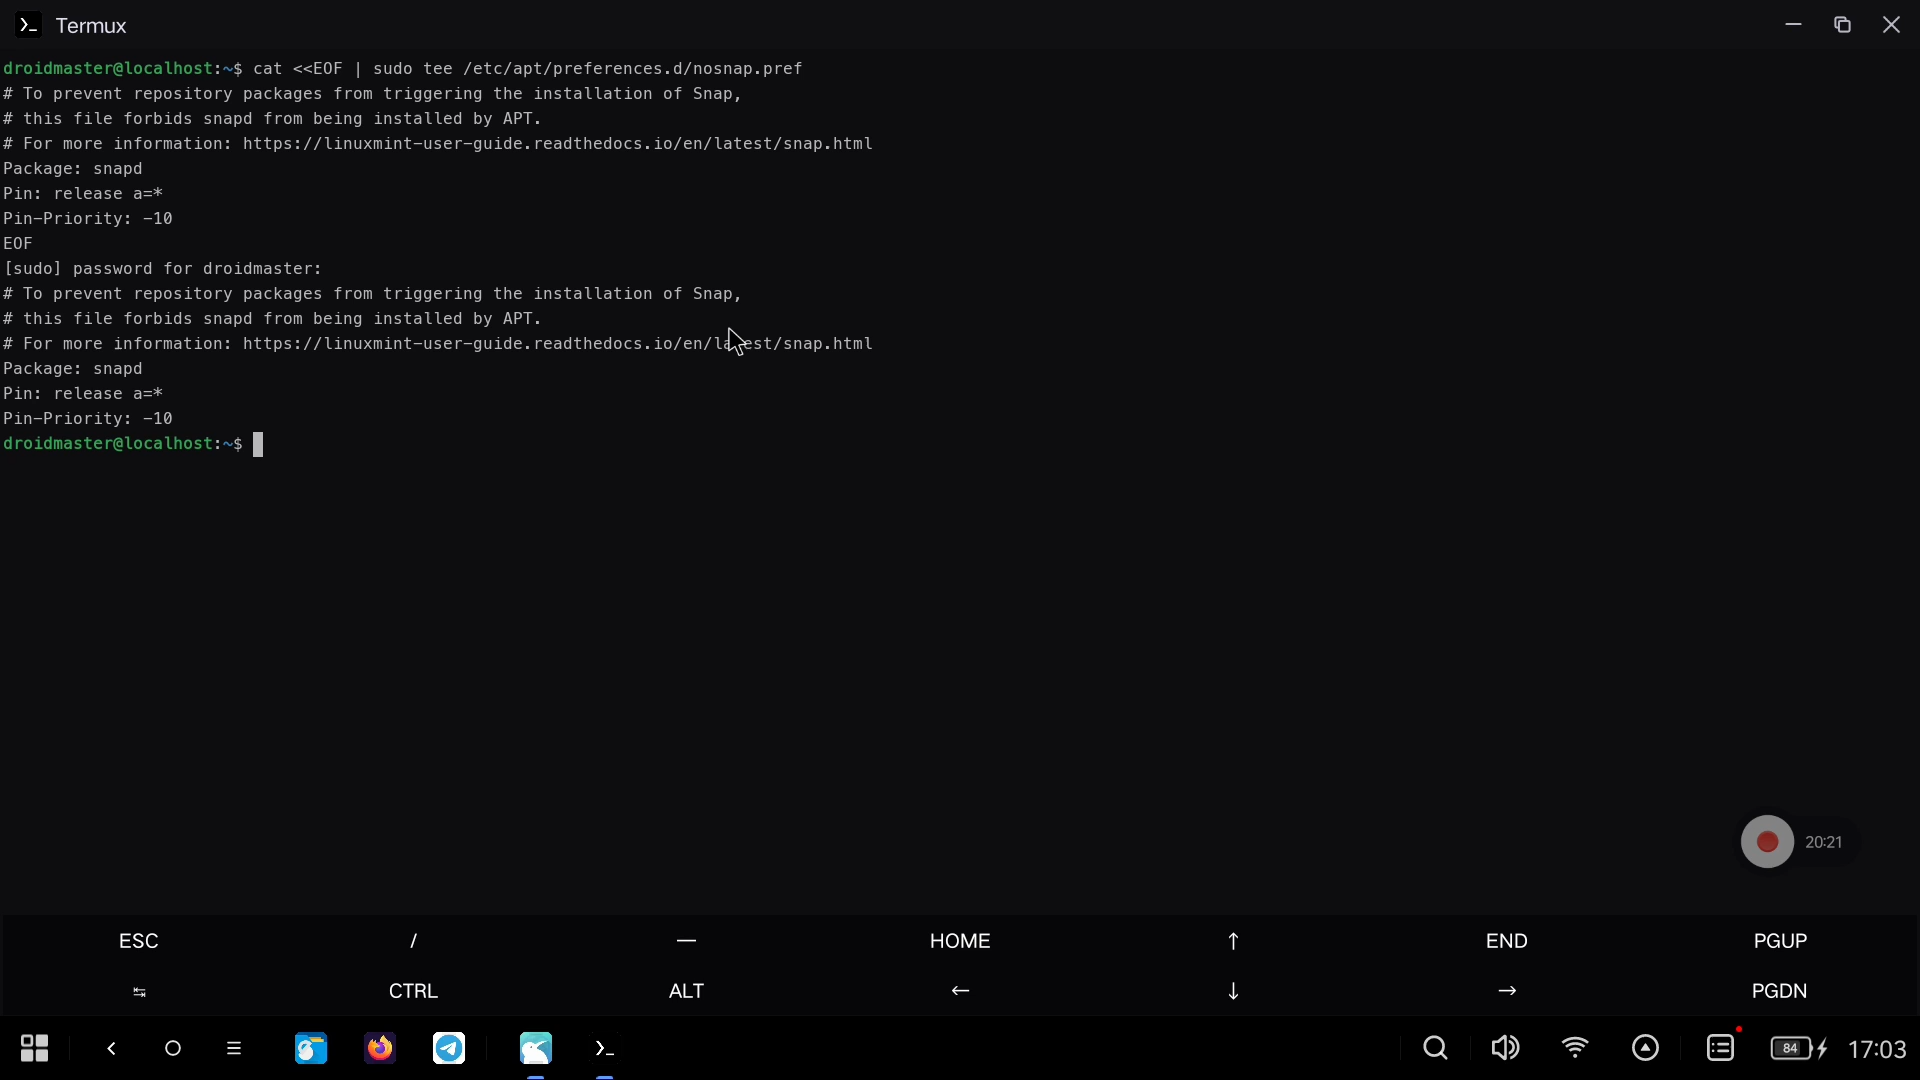 Termux
droidmaster@localhost:~$ cat <<EOF | sudo tee /etc/apt/preferences.d/nosnap.pref
# To prevent repository packages from triggering the installation of Snap,
# this file forbids snapd from being installed by APT.
# For more information: https://linuxmint-user-guide.readthedocs.io/en/latest/snap.html
Package: snapd
Pin: release a=*
Pin-Priority: -10
EOF
[sudo] password for droidmaster:
# To prevent repository packages from triggering the installation of Snap,
# this file forbids snapd from being installed by APT.
# For more information: https://linuxmint-user-guide.readthedocs.io/en/latest/snap.html
Package: snapd
Pin: release a=*
Pin-Priority: -10
droidmaster@localhost:~$
20:21
ESC / — HOME ↑ END PGUP
↹ CTRL ALT ← ↓ → PGDN
84 17:03